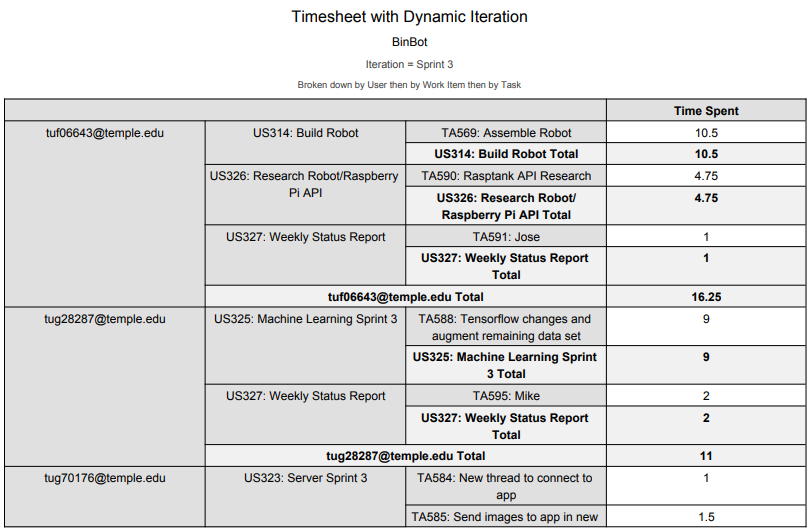 Timesheet with Dynamic Iteration
BinBot
Iteration = Sprint 3
Broken down by User then by Work Item then by Task
Time Spent
tuf06643@temple.edu US314: Build Robot TA569: Assemble Robot 10.5
US314: Build Robot Total 10.5
US326: Research Robot/Raspberry TA590: Rasptank API Research 4.75
Pi API US326: Research Robot/ 4.75
Raspberry Pi API Total
US327: Weekly Status Report TA591: Jose 1
US327: Weekly Status Report 1
Total
tuf06643@temple.edu Total 16.25
tug28287@temple.edu US325: Machine Learning Sprint 3 TA588: Tensorflow changes and 9
augment remaining data set
US325: Machine Learning Sprint 9
3 Total
US327: Weekly Status Report TA595: Mike 2
US327: Weekly Status Report 2
Total
tug28287@temple.edu Total 11
tug70176@temple.edu US323: Server Sprint 3 TA584: New thread to connect to 1
app
TA585: Send images to app in new 1.5